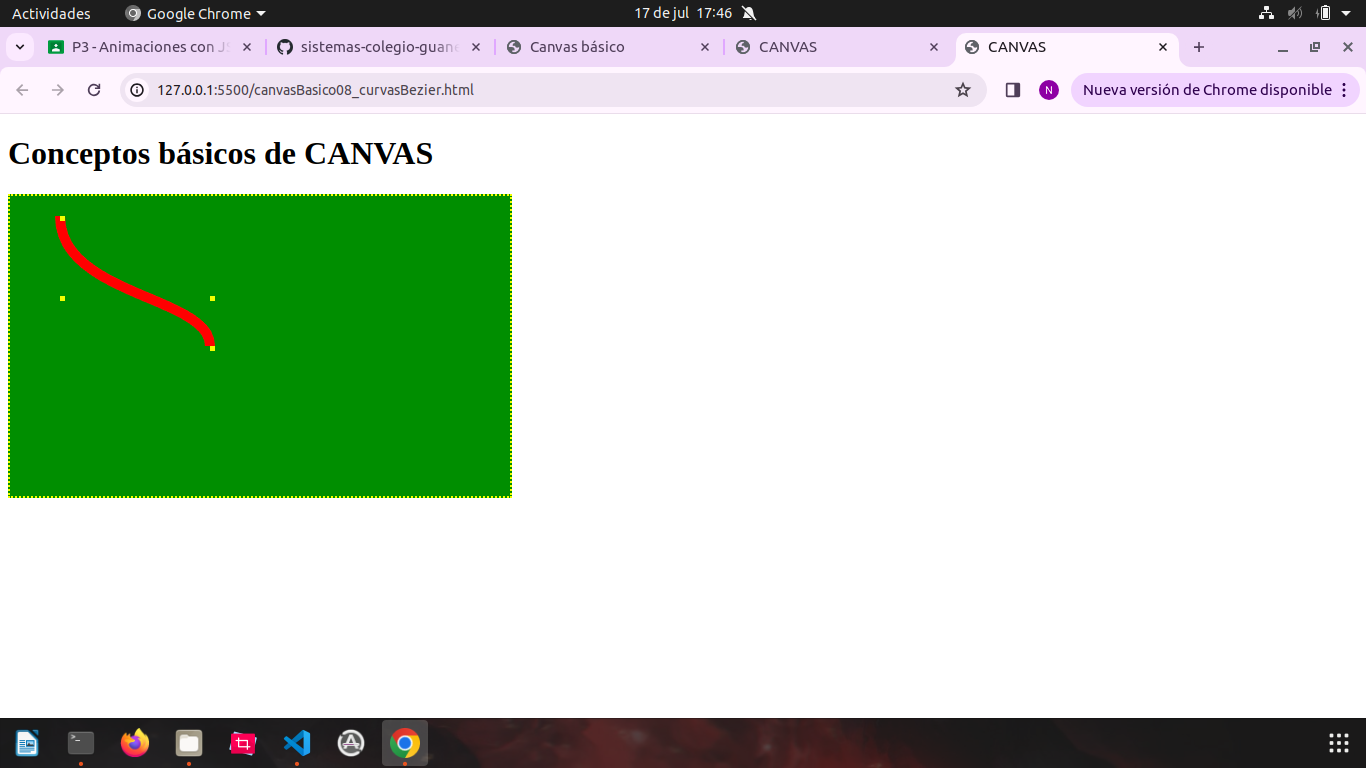 Actividades Google Chrome 17 de jul 17:46
P3 - Animaciones con JS sistemas-colegio-guane Canvas básico CANVAS CANVAS
127.0.0.1:5500/canvasBasico08_curvasBezier.html N Nueva versión de Chrome disponible
Conceptos básicos de CANVAS